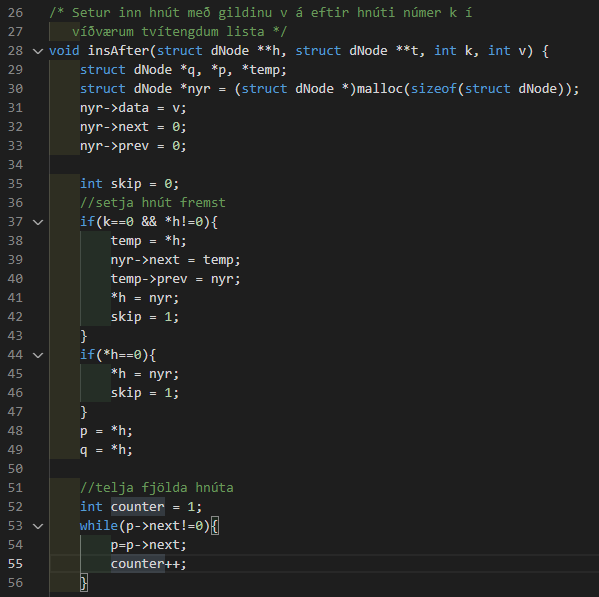 26 /* Setur inn hnút með gildinu v á eftir hnúti númer k í
27    víðværum tvítengdum lista */
28 void insAfter(struct dNode **h, struct dNode **t, int k, int v) {
29     struct dNode *q, *p, *temp;
30     struct dNode *nyr = (struct dNode *)malloc(sizeof(struct dNode));
31     nyr->data = v;
32     nyr->next = 0;
33     nyr->prev = 0;
34
35     int skip = 0;
36     //setja hnút fremst
37     if(k==0 && *h!=0){
38         temp = *h;
39         nyr->next = temp;
40         temp->prev = nyr;
41         *h = nyr;
42         skip = 1;
43     }
44     if(*h==0){
45         *h = nyr;
46         skip = 1;
47     }
48     p = *h;
49     q = *h;
50
51     //telja fjölda hnúta
52     int counter = 1;
53     while(p->next!=0){
54         p=p->next;
55         counter++;
56     }